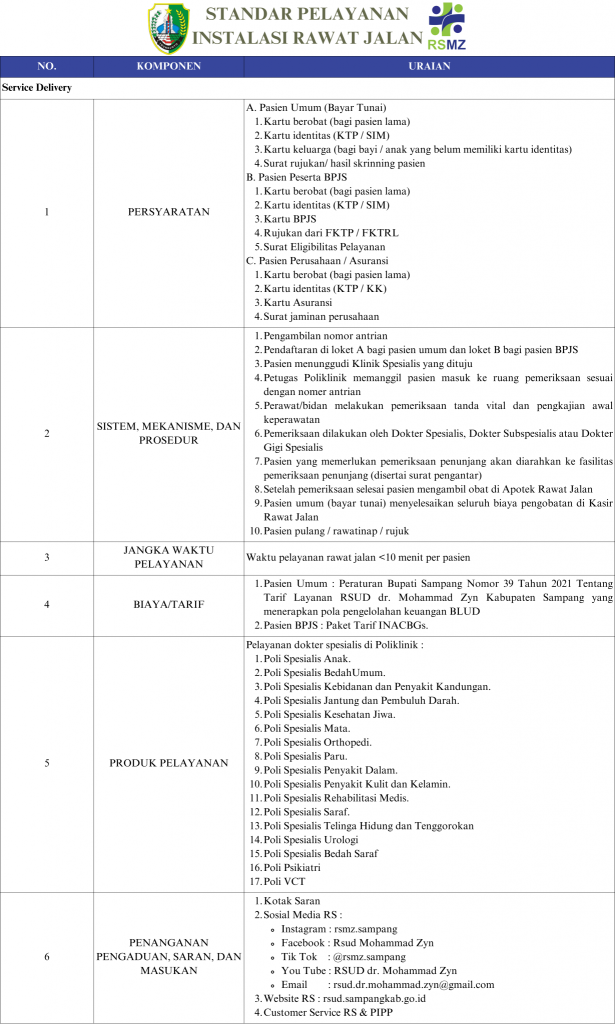 STANDAR PELAYANAN
INSTALASI RAWAT JALAN
RSMZ
NO.
KOMPONEN
URAIAN
Service Delivery
1
PERSYARATAN
A. Pasien Umum (Bayar Tunai)
1. Kartu berobat (bagi pasien lama)
2. Kartu identitas (KTP / SIM)
3. Kartu keluarga (bagi bayi / anak yang belum memiliki kartu identitas)
4. Surat rujukan/ hasil skrinning pasien
B. Pasien Peserta BPJS
1. Kartu berobat (bagi pasien lama)
2. Kartu identitas (KTP / SIM)
3. Kartu BPJS
4. Rujukan dari FKTP / FKTRL
5. Surat Eligibilitas Pelayanan
C. Pasien Perusahaan / Asuransi
1. Kartu berobat (bagi pasien lama)
2. Kartu identitas (KTP / KK)
3. Kartu Asuransi
4. Surat jaminan perusahaan
2
SISTEM, MEKANISME, DAN
PROSEDUR
1. Pengambilan nomor antrian
2. Pendaftaran di loket A bagi pasien umum dan loket B bagi pasien BPJS
3. Pasien menunggudi Klinik Spesialis yang dituju
4. Petugas Poliklinik memanggil pasien masuk ke ruang pemeriksaan sesuai
dengan nomer antrian
5. Perawat/bidan melakukan pemeriksaan tanda vital dan pengkajian awal
keperawatan
6. Pemeriksaan dilakukan oleh Dokter Spesialis, Dokter Subspesialis atau Dokter
Gigi Spesialis
7. Pasien yang memerlukan pemeriksaan penunjang akan diarahkan ke fasilitas
pemeriksaan penunjang (disertai surat pengantar)
8. Setelah pemeriksaan selesai pasien mengambil obat di Apotek Rawat Jalan
9. Pasien umum (bayar tunai) menyelesaikan seluruh biaya pengobatan di Kasir
Rawat Jalan
10. Pasien pulang / rawatinap / rujuk
3
JANGKA WAKTU
PELAYANAN
Waktu pelayanan rawat jalan <10 menit per pasien
4
BIAYA/TARIF
1. Pasien Umum : Peraturan Bupati Sampang Nomor 39 Tahun 2021 Tentang
Tarif Layanan RSUD dr. Mohammad Zyn Kabupaten Sampang yang
menerapkan pola pengelolahan keuangan BLUD
2. Pasien BPJS : Paket Tarif INACBGs.
5
PRODUK PELAYANAN
Pelayanan dokter spesialis di Poliklinik :
1. Poli Spesialis Anak.
2. Poli Spesialis BedahUmum.
3. Poli Spesialis Kebidanan dan Penyakit Kandungan.
4. Poli Spesialis Jantung dan Pembuluh Darah.
5. Poli Spesialis Kesehatan Jiwa.
6. Poli Spesialis Mata.
7. Poli Spesialis Orthopedi.
8. Poli Spesialis Paru.
9. Poli Spesialis Penyakit Dalam.
10. Poli Spesialis Penyakit Kulit dan Kelamin.
11. Poli Spesialis Rehabilitasi Medis.
12. Poli Spesialis Saraf.
13. Poli Spesialis Telinga Hidung dan Tenggorokan
14. Poli Spesialis Urologi
15. Poli Spesialis Bedah Saraf
16. Poli Psikiatri
17. Poli VCT
6
PENANGANAN
PENGADUAN, SARAN, DAN
MASUKAN
1. Kotak Saran
2. Sosial Media RS :
Instagram : rsmz.sampang
Facebook : Rsud Mohammad Zyn
Tik Tok : @rsmz.sampang
You Tube : RSUD dr. Mohammad Zyn
Email : rsud.dr.mohammad.zyn@gmail.com
3. Website RS : rsud.sampangkab.go.id
4. Customer Service RS & PIPP